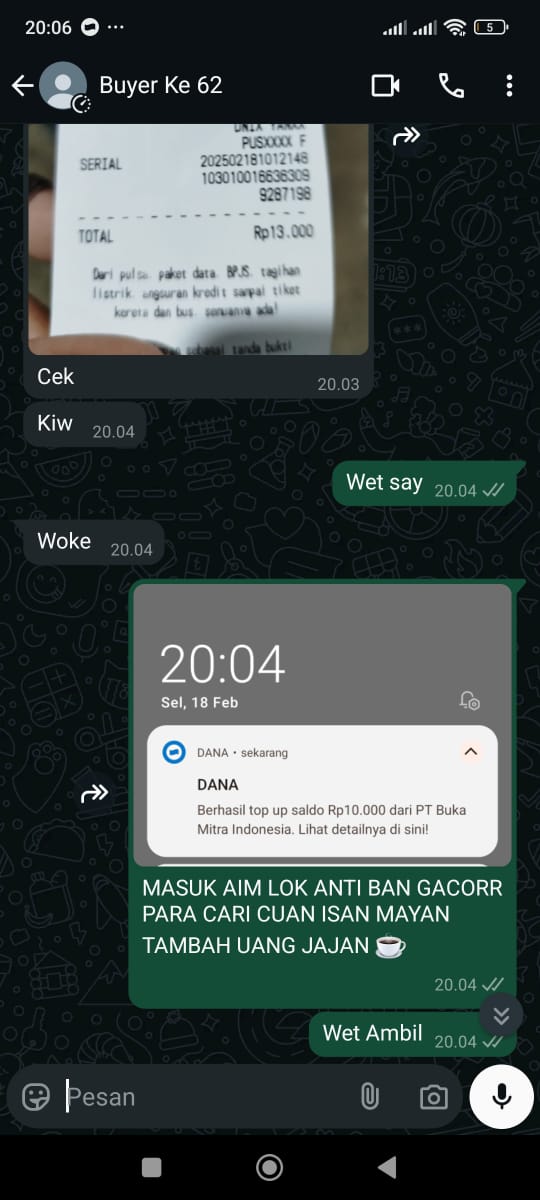 20:06
5
Buyer Ke 62
PUSXXXX F
SERIAL
202502181012148
103010016636309
9287198
TOTAL Rp13.000
Dari pulsa, paket data, BPJS, tagihan
listrik, angsuran kredit sampai tiket
kereta dan bus, semuanya ada!
sebagai tanda bukti
Cek 20.03
Kiw 20.04
Wet say 20.04
Woke 20.04
20:04
Sel, 18 Feb
DANA • sekarang
DANA
Berhasil top up saldo Rp10.000 dari PT Buka
Mitra Indonesia. Lihat detailnya di sini!
MASUK AIM LOK ANTI BAN GACORR
PARA CARI CUAN ISAN MAYAN
TAMBAH UANG JAJAN ☕
20.04
Wet Ambil 20.04
Pesan